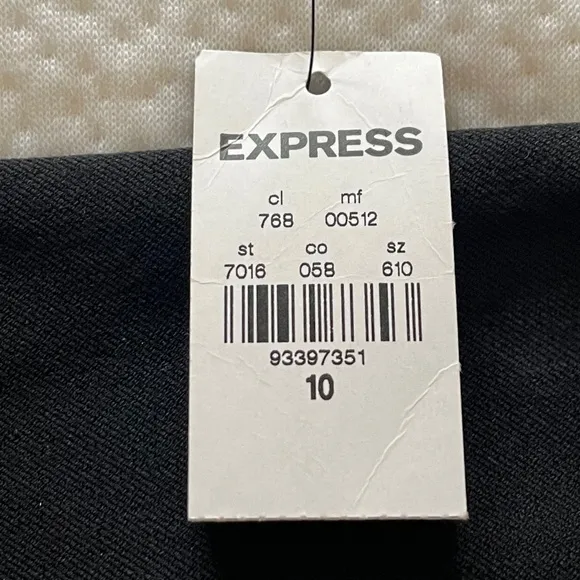 EXPRESS
cl mf
768 00512
st co sz
7016 058 610
93397351
10